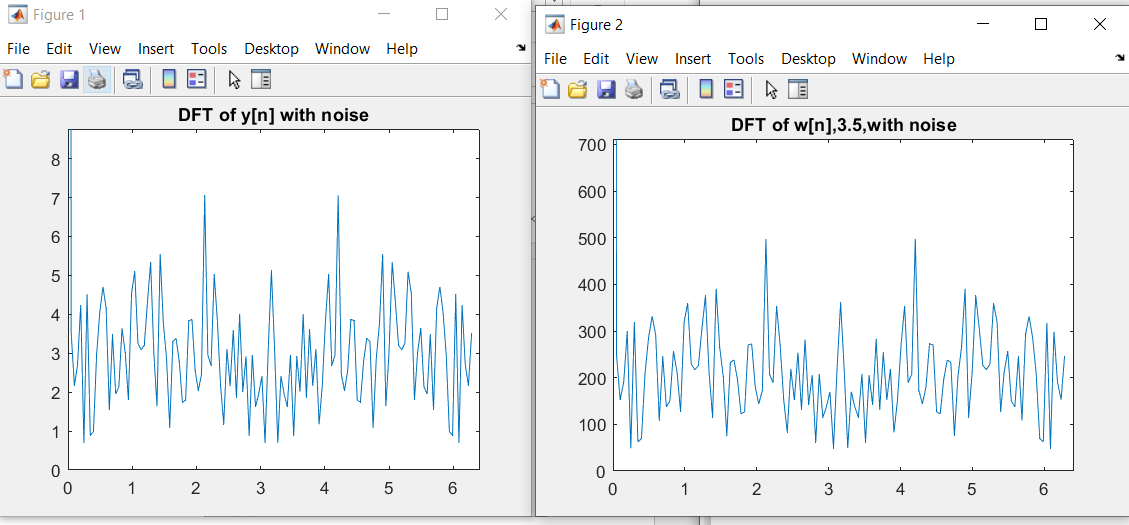 Figure 1
File Edit View Insert Tools Desktop Window Help
DFT of y[n] with noise
8
7
6
5
4
3
2
1
0
0 1 2 3 4 5 6
Figure 2
File Edit View Insert Tools Desktop Window Help
DFT of w[n],3.5,with noise
700
600
500
400
300
200
100
0
0 1 2 3 4 5 6